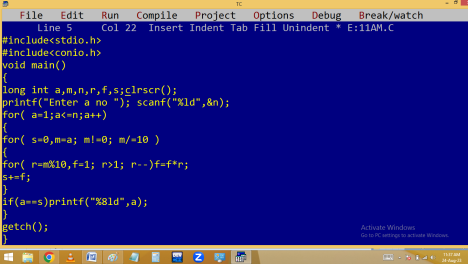 TC
File Edit Run Compile Project Options Debug Break/watch
Line 5 Col 22 Insert Indent Tab Fill Unindent * E:11AM.C
#include<stdio.h>
#include<conio.h>
void main()
{
long int a,m,n,r,f,s;clrscr();
printf("Enter a no "); scanf("%ld",&n);
for( a=1;a<=n;a++)
{
for( s=0,m=a; m!=0; m/=10 )
{
for( r=m%10,f=1; r>1; r--)f=f*r;
s+=f;
}
if(a==s)printf("%8ld",a);
}
getch();
}
Activate Windows
Go to PC settings to activate Windows.